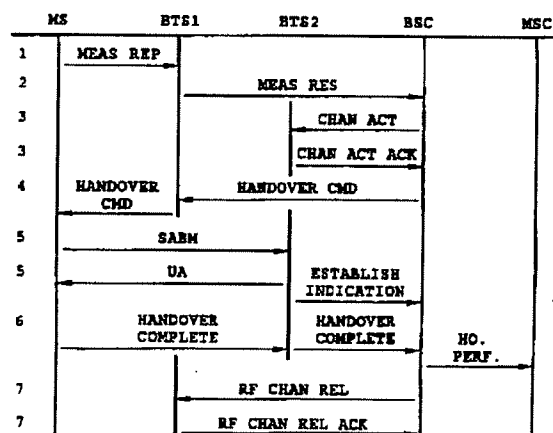 MS BTS1 BTS2 BSC MSC
1 MEAS REP
2 MEAS RES
3 CHAN ACT
3 CHAN ACT ACK
4 HANDOVER CMD HANDOVER CMD
5 SABM
5 UA ESTABLISH INDICATION
6 HANDOVER COMPLETE HANDOVER COMPLETE HO. PERF.
7 RF CHAN REL
7 RF CHAN REL ACK